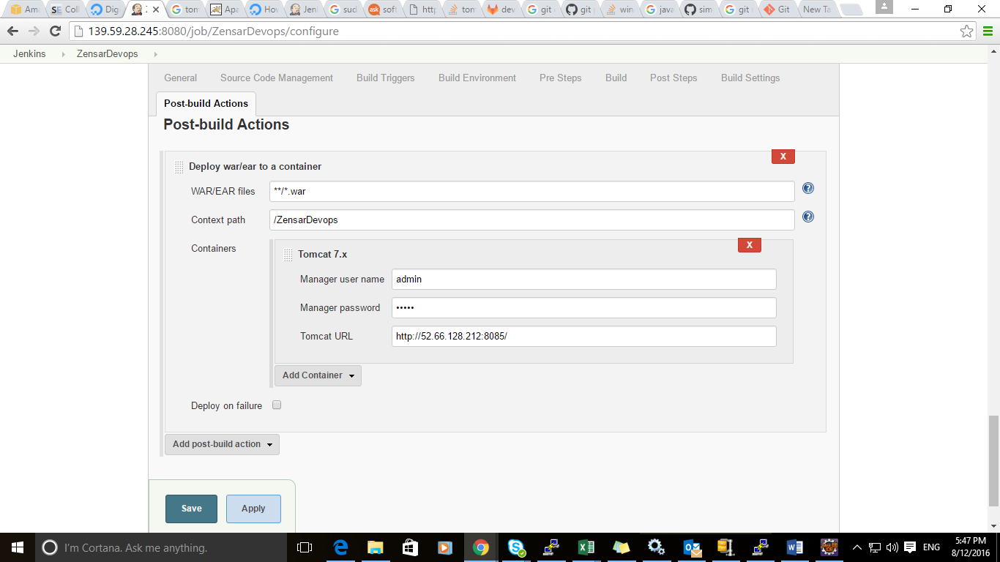 Am
SE Coll
Dig
tom
Apa
Hov
Jen
sud
ask soft
http
tom
dev
git
git
win
java
sim
git
Git
New Ta
139.59.28.245:8080/job/ZensarDevops/configure
Jenkins ZensarDevops
General Source Code Management Build Triggers Build Environment Pre Steps Build Post Steps Build Settings
Post-build Actions
Post-build Actions
X
Deploy war/ear to a container
WAR/EAR files **/*.war ?
Context path /ZensarDevops ?
Containers
X
Tomcat 7.x
Manager user name admin
Manager password •••••
Tomcat URL http://52.66.128.212:8085/
Add Container
Deploy on failure
Add post-build action
Save Apply
I'm Cortana. Ask me anything.
ENG
5:47 PM
8/12/2016